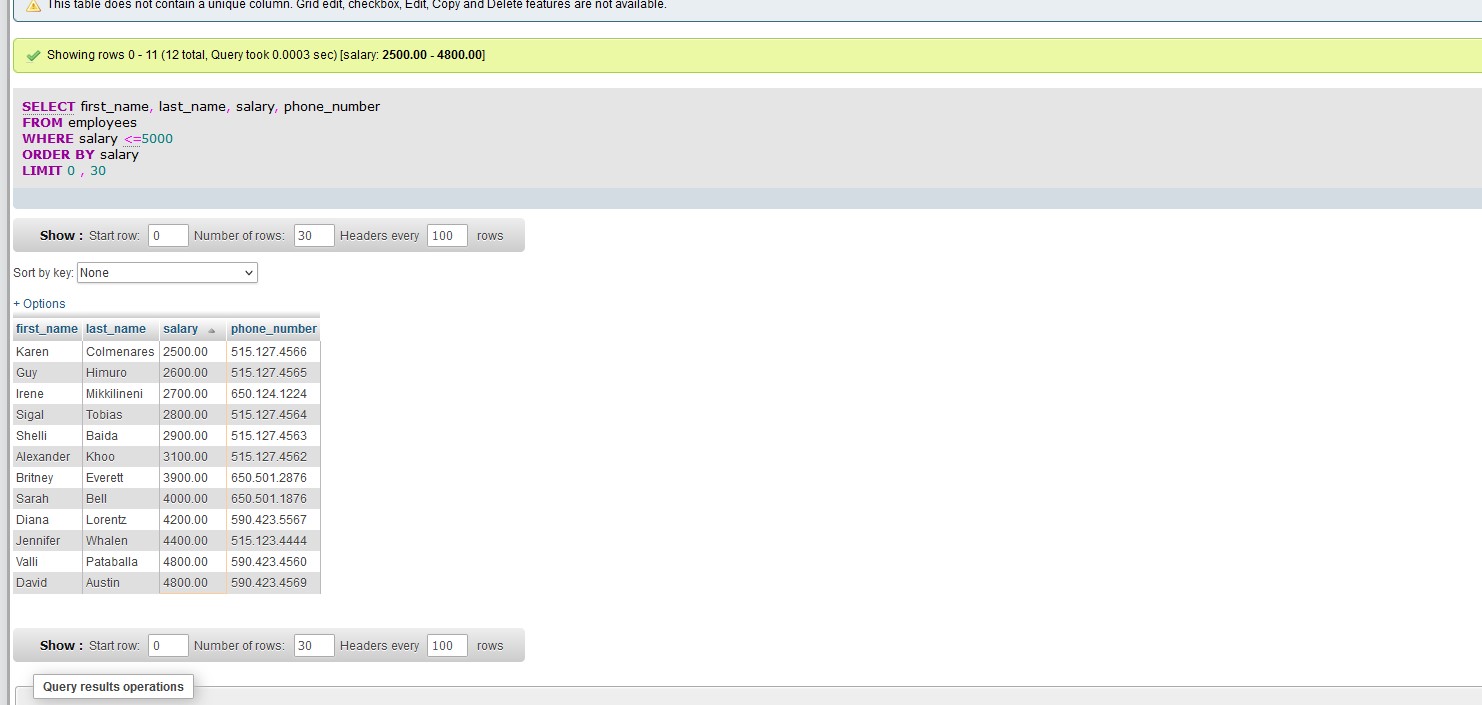 This table does not contain a unique column. Grid edit, checkbox, Edit, Copy and Delete features are not available.
Showing rows 0 - 11 (12 total, Query took 0.0003 sec) [salary: 2500.00 - 4800.00]
SELECT first_name, last_name, salary, phone_number
FROM employees
WHERE salary <=5000
ORDER BY salary
LIMIT 0 , 30
Show : Start row: 0 Number of rows: 30 Headers every 100 rows
Sort by key: None
+ Options
first_name last_name salary phone_number
Karen Colmenares 2500.00 515.127.4566
Guy Himuro 2600.00 515.127.4565
Irene Mikkilineni 2700.00 650.124.1224
Sigal Tobias 2800.00 515.127.4564
Shelli Baida 2900.00 515.127.4563
Alexander Khoo 3100.00 515.127.4562
Britney Everett 3900.00 650.501.2876
Sarah Bell 4000.00 650.501.1876
Diana Lorentz 4200.00 590.423.5567
Jennifer Whalen 4400.00 515.123.4444
Valli Pataballa 4800.00 590.423.4560
David Austin 4800.00 590.423.4569
Show : Start row: 0 Number of rows: 30 Headers every 100 rows
Query results operations